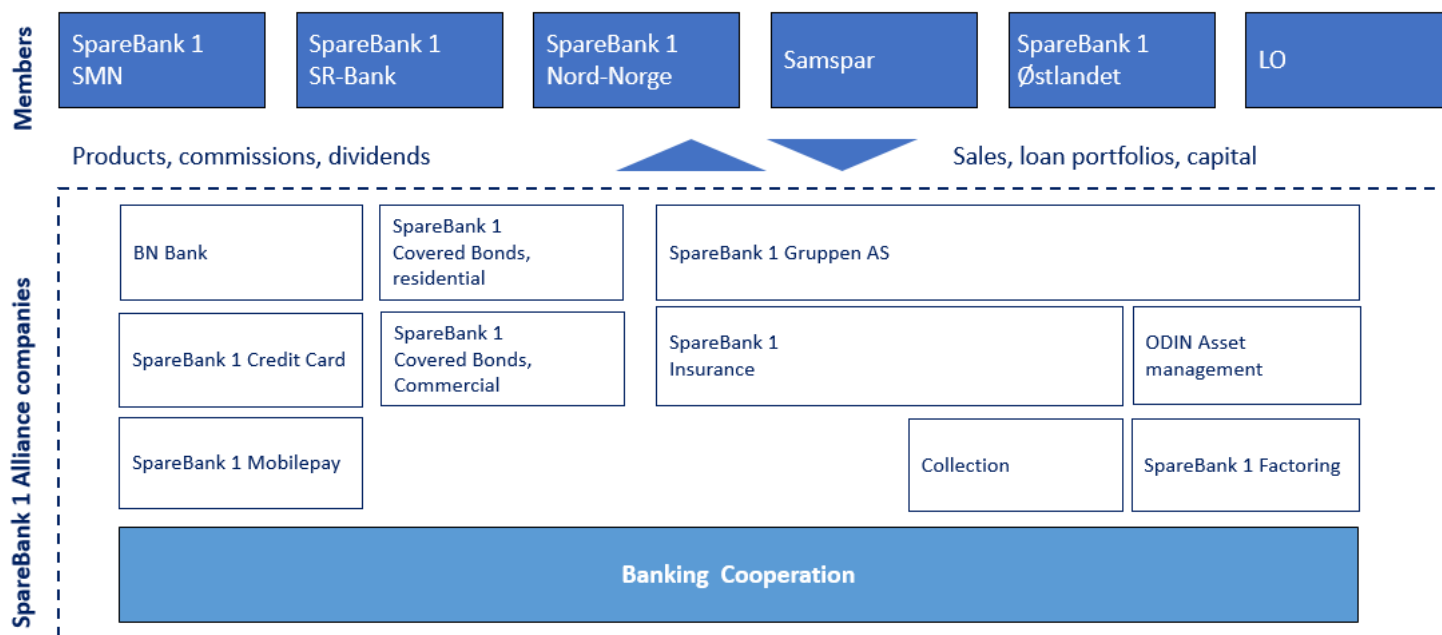 Members
SpareBank 1
SMN
SpareBank 1
SR-Bank
SpareBank 1
Nord-Norge
Samspar
SpareBank 1
Østlandet
LO
Products, commissions, dividends
Sales, loan portfolios, capital
SpareBank 1 Alliance companies
BN Bank
SpareBank 1
Covered Bonds,
residential
SpareBank 1 Gruppen AS
SpareBank 1 Credit Card
SpareBank 1
Covered Bonds,
Commercial
SpareBank 1
Insurance
ODIN Asset
management
SpareBank 1 Mobilepay
Collection
SpareBank 1 Factoring
Banking Cooperation